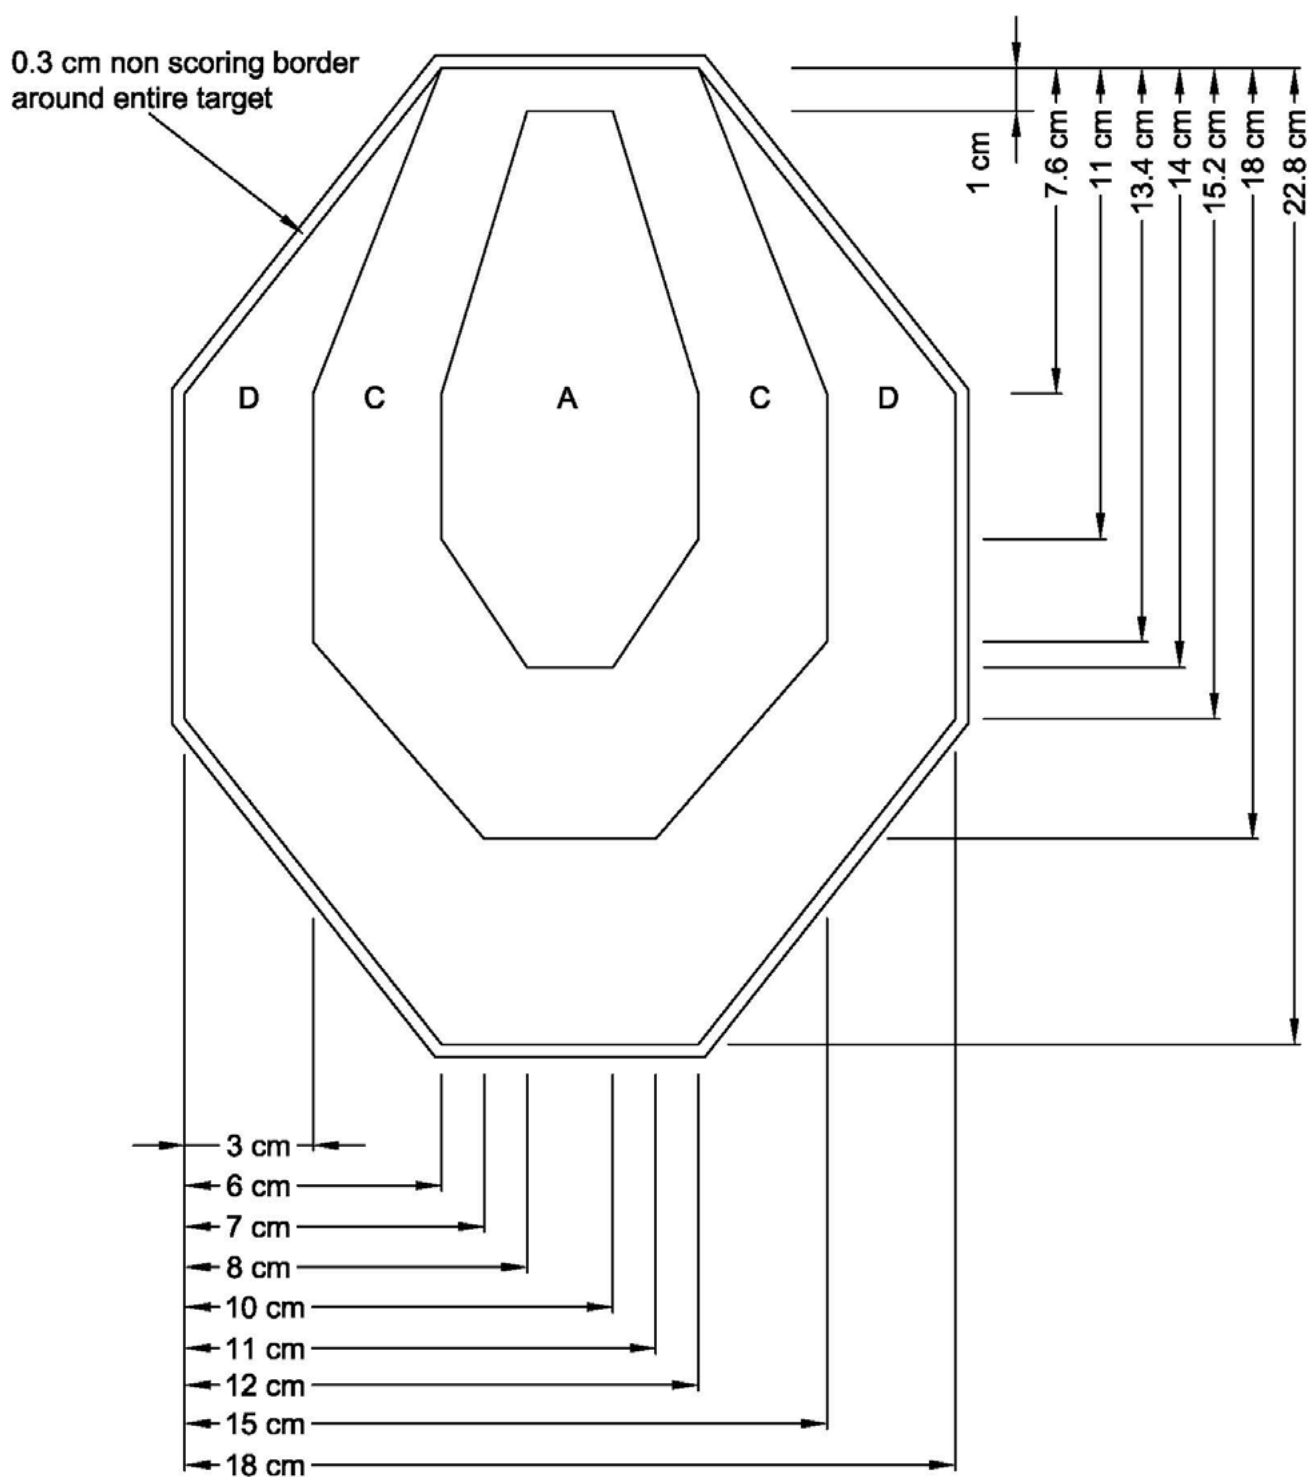 0.3 cm non scoring border
around entire target
1 cm
7.6 cm
11 cm
13.4 cm
14 cm
15.2 cm
18 cm
22.8 cm
D
C
A
C
D
3 cm
6 cm
7 cm
8 cm
10 cm
11 cm
12 cm
15 cm
18 cm